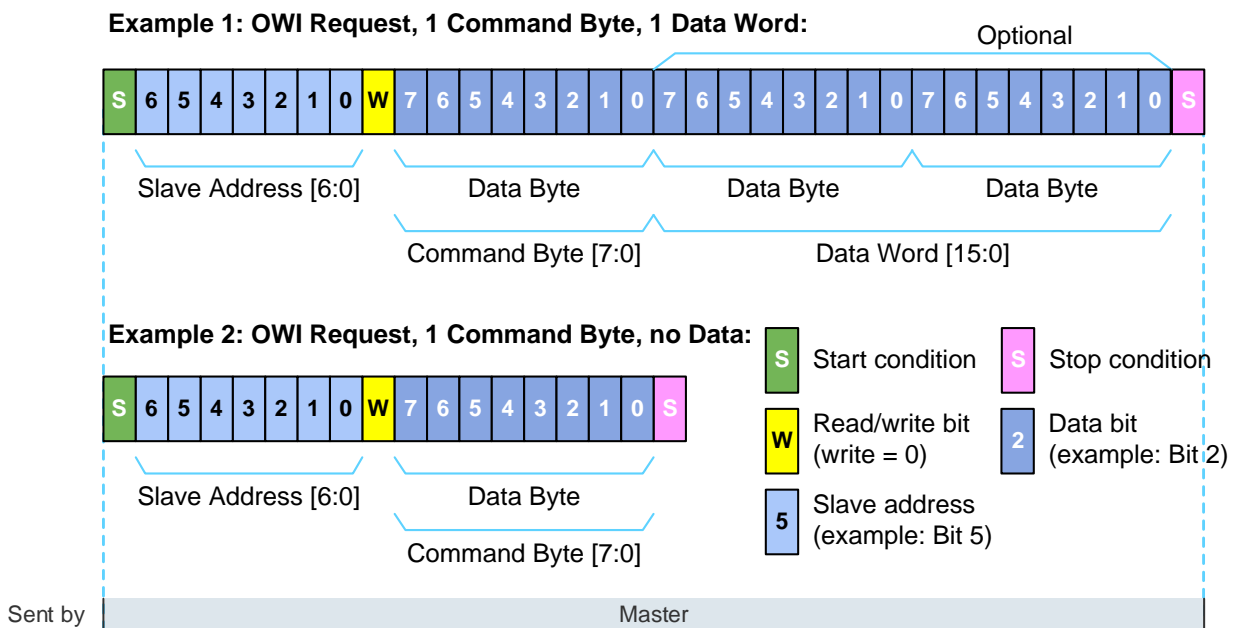 Example 1: OWI Request, 1 Command Byte, 1 Data Word:
Optional
S 6 5 4 3 2 1 0 W 7 6 5 4 3 2 1 0 7 6 5 4 3 2 1 0 7 6 5 4 3 2 1 0 S
Slave Address [6:0] Data Byte Data Byte Data Byte
Command Byte [7:0] Data Word [15:0]
Example 2: OWI Request, 1 Command Byte, no Data:
S 6 5 4 3 2 1 0 W 7 6 5 4 3 2 1 0 S
Slave Address [6:0] Data Byte
Command Byte [7:0]
S Start condition
S Stop condition
W Read/write bit
(write = 0)
2 Data bit
(example: Bit 2)
5 Slave address
(example: Bit 5)
Sent by Master